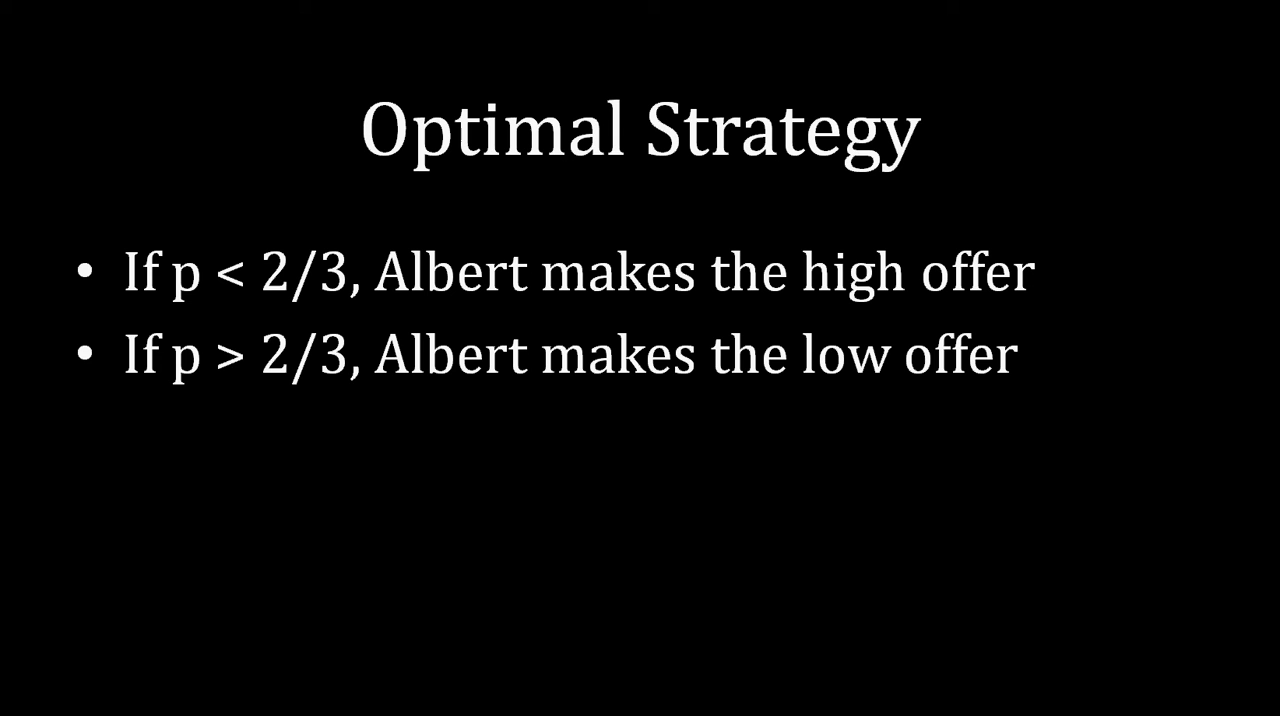 Optimal Strategy
• If p < 2/3, Albert makes the high offer
• If p > 2/3, Albert makes the low offer